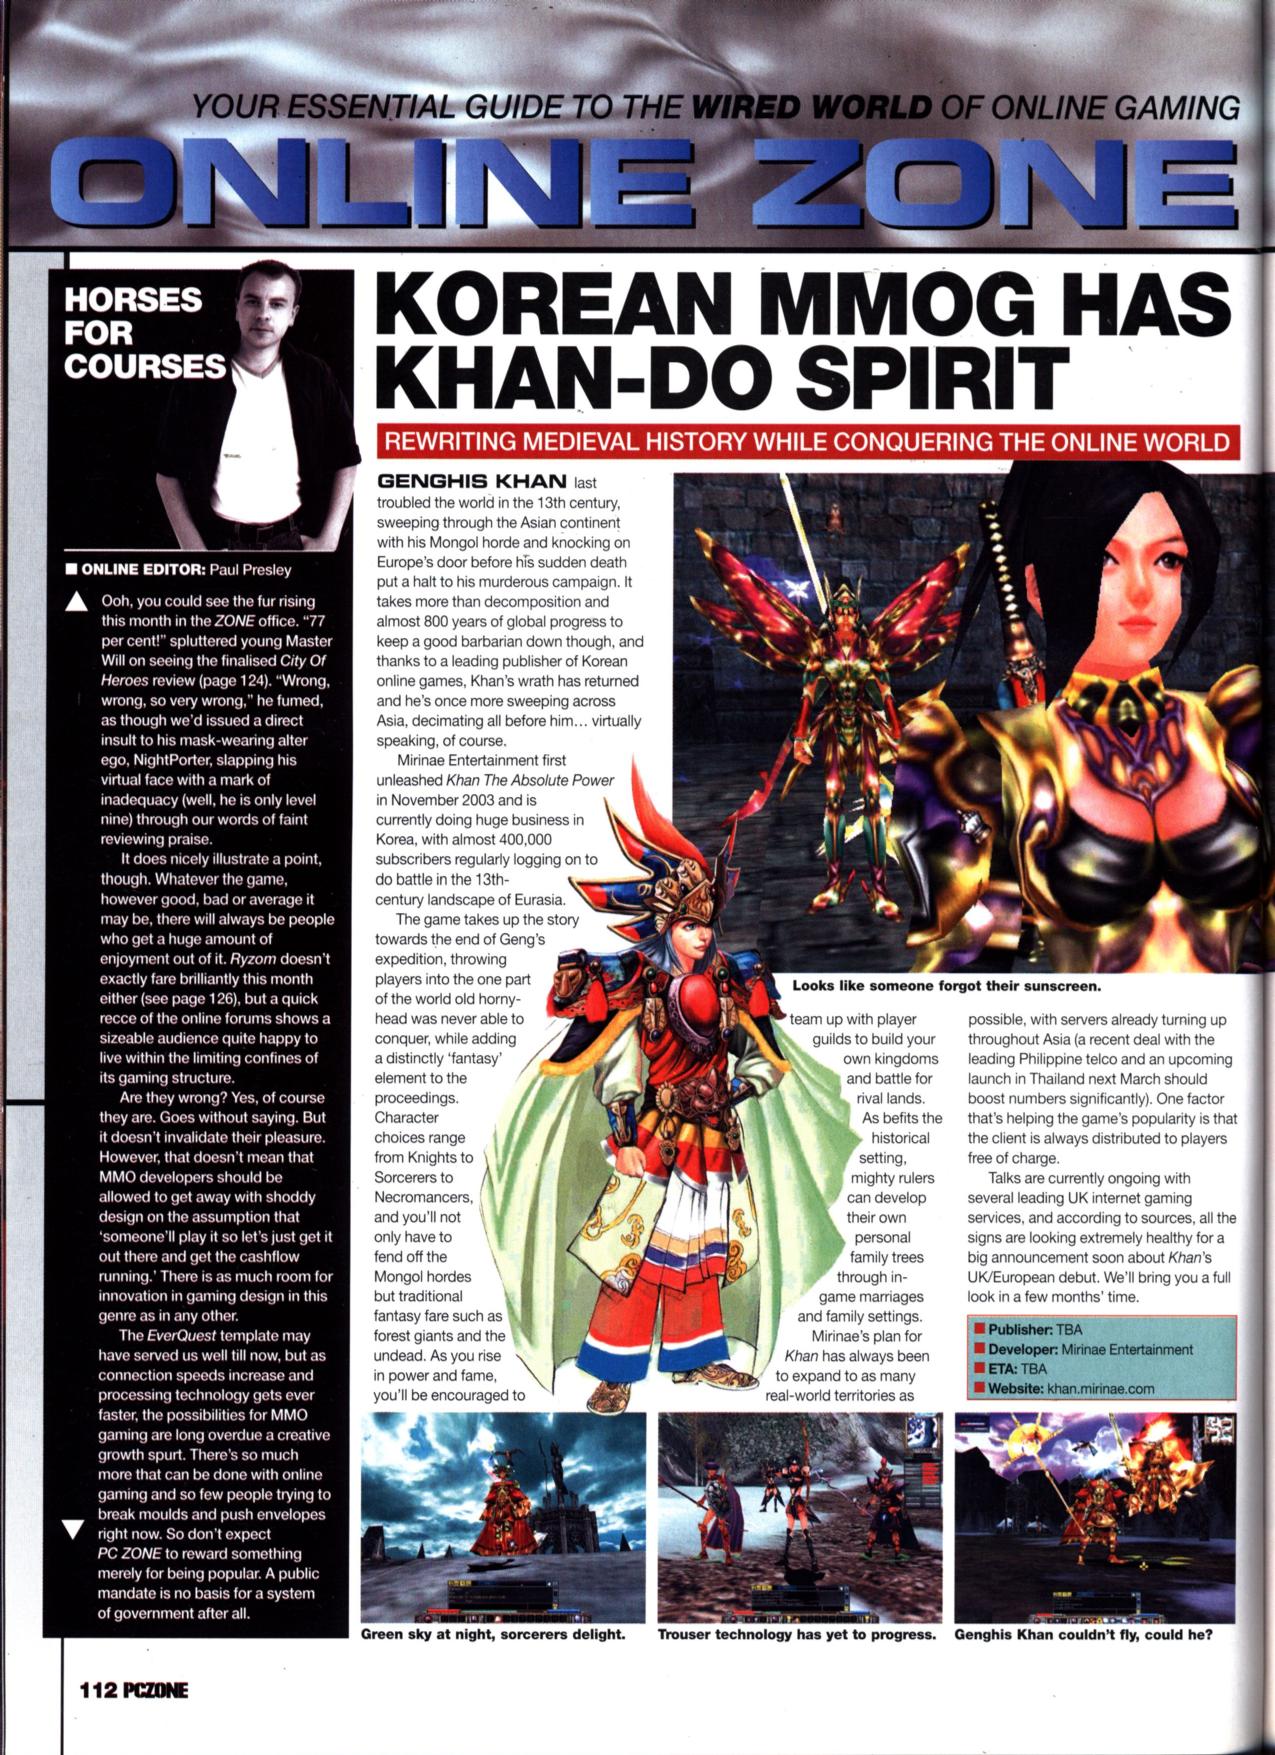 YOUR ESSENTIAL GUIDE TO THE WIRED WORLD OF ONLINE GAMING
ONLINE ZONE
HORSES
FOR
COURSES
■ ONLINE EDITOR: Paul Presley
Ooh, you could see the fur rising
this month in the ZONE office. “77
per cent!” spluttered young Master
Will on seeing the finalised City Of
Heroes review (page 124). “Wrong,
wrong, so very wrong,” he fumed,
as though we’d issued a direct
insult to his mask-wearing alter
ego, NightPorter, slapping his
virtual face with a mark of
inadequacy (well, he is only level
nine) through our words of faint
reviewing praise.
It does nicely illustrate a point,
though. Whatever the game,
however good, bad or average it
may be, there will always be people
who get a huge amount of
enjoyment out of it. Ryzom doesn’t
exactly fare brilliantly this month
either (see page 126), but a quick
recce of the online forums shows a
sizeable audience quite happy to
live within the limiting confines of
its gaming structure.
Are they wrong? Yes, of course
they are. Goes without saying. But
it doesn’t invalidate their pleasure.
However, that doesn’t mean that
MMO developers should be
allowed to get away with shoddy
design on the assumption that
‘someone’ll play it so let’s just get it
out there and get the cashflow
running.’ There is as much room for
innovation in gaming design in this
genre as in any other.
The EverQuest template may
have served us well till now, but as
connection speeds increase and
processing technology gets ever
faster, the possibilities for MMO
gaming are long overdue a creative
growth spurt. There’s so much
more that can be done with online
gaming and so few people trying to
break moulds and push envelopes
right now. So don’t expect
PC ZONE to reward something
merely for being popular. A public
mandate is no basis for a system
of government after all.
KOREAN MMOG HAS
KHAN-DO SPIRIT
REWRITING MEDIEVAL HISTORY WHILE CONQUERING THE ONLINE WORLD
GENGHIS KHAN last
troubled the world in the 13th century,
sweeping through the Asian continent
with his Mongol horde and knocking on
Europe’s door before his sudden death
put a halt to his murderous campaign. It
takes more than decomposition and
almost 800 years of global progress to
keep a good barbarian down though, and
thanks to a leading publisher of Korean
online games, Khan’s wrath has returned
and he’s once more sweeping across
Asia, decimating all before him... virtually
speaking, of course.
Mirinae Entertainment first
unleashed Khan The Absolute Power
in November 2003 and is
currently doing huge business in
Korea, with almost 400,000
subscribers regularly logging on to
do battle in the 13th-
century landscape of Eurasia.
The game takes up the story
towards the end of Geng’s
expedition, throwing
players into the one part
of the world old horny-
head was never able to
conquer, while adding
a distinctly ‘fantasy’
element to the
proceedings.
Character
choices range
from Knights to
Sorcerers to
Necromancers,
and you’ll not
only have to
fend off the
Mongol hordes
but traditional
fantasy fare such as
forest giants and the
undead. As you rise
in power and fame,
you’ll be encouraged to
Looks like someone forgot their sunscreen.
team up with player
guilds to build your
own kingdoms
and battle for
rival lands.
As befits the
historical
setting,
mighty rulers
can develop
their own
personal
family trees
through in-
game marriages
and family settings.
Mirinae’s plan for
Khan has always been
to expand to as many
real-world territories as
possible, with servers already turning up
throughout Asia (a recent deal with the
leading Philippine telco and an upcoming
launch in Thailand next March should
boost numbers significantly). One factor
that’s helping the game’s popularity is that
the client is always distributed to players
free of charge.
Talks are currently ongoing with
several leading UK internet gaming
services, and according to sources, all the
signs are looking extremely healthy for a
big announcement soon about Khan’s
UK/European debut. We’ll bring you a full
look in a few months’ time.
■ Publisher: TBA
■ Developer: Mirinae Entertainment
■ ETA: TBA
■ Website: khan.mirinae.com
Green sky at night, sorcerers delight.
Trouser technology has yet to progress.
Genghis Khan couldn’t fly, could he?
112 PCZONE